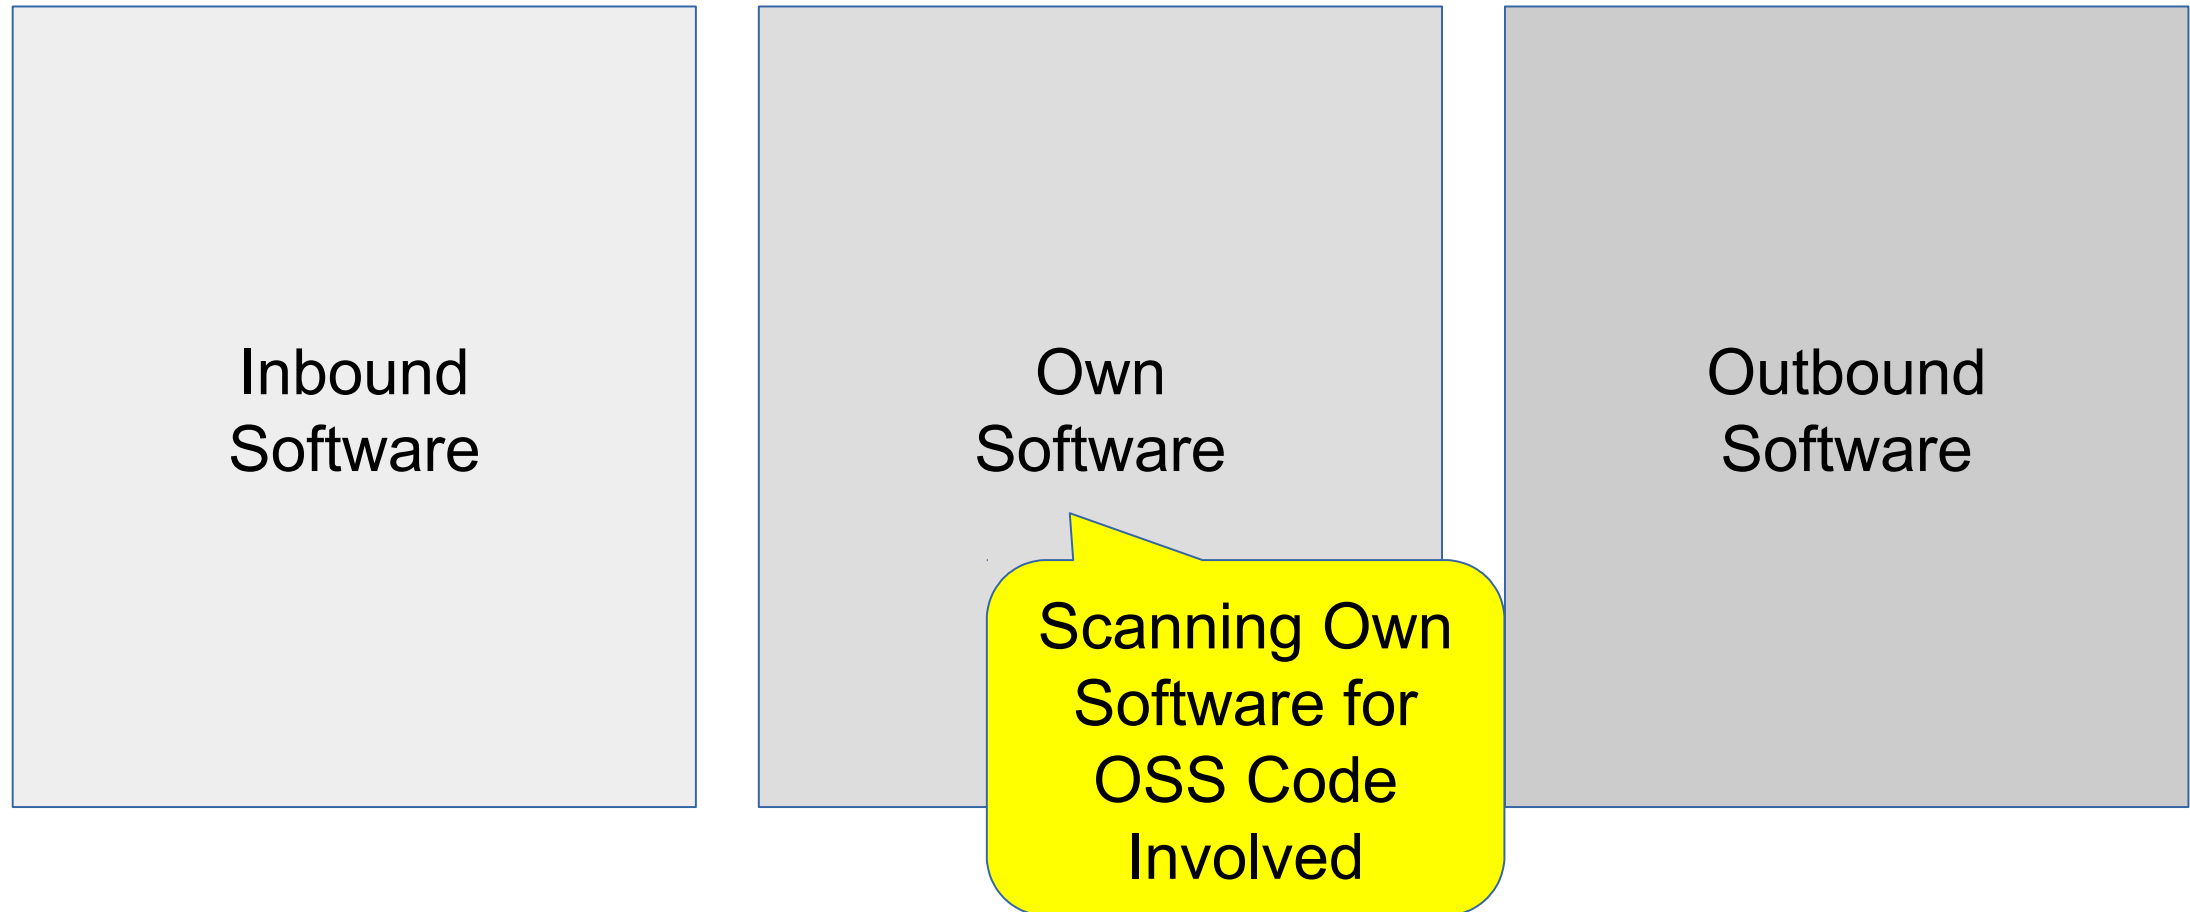 Inbound
Software
Own
Software
Outbound
Software
Scanning Own
Software for
OSS Code
Involved